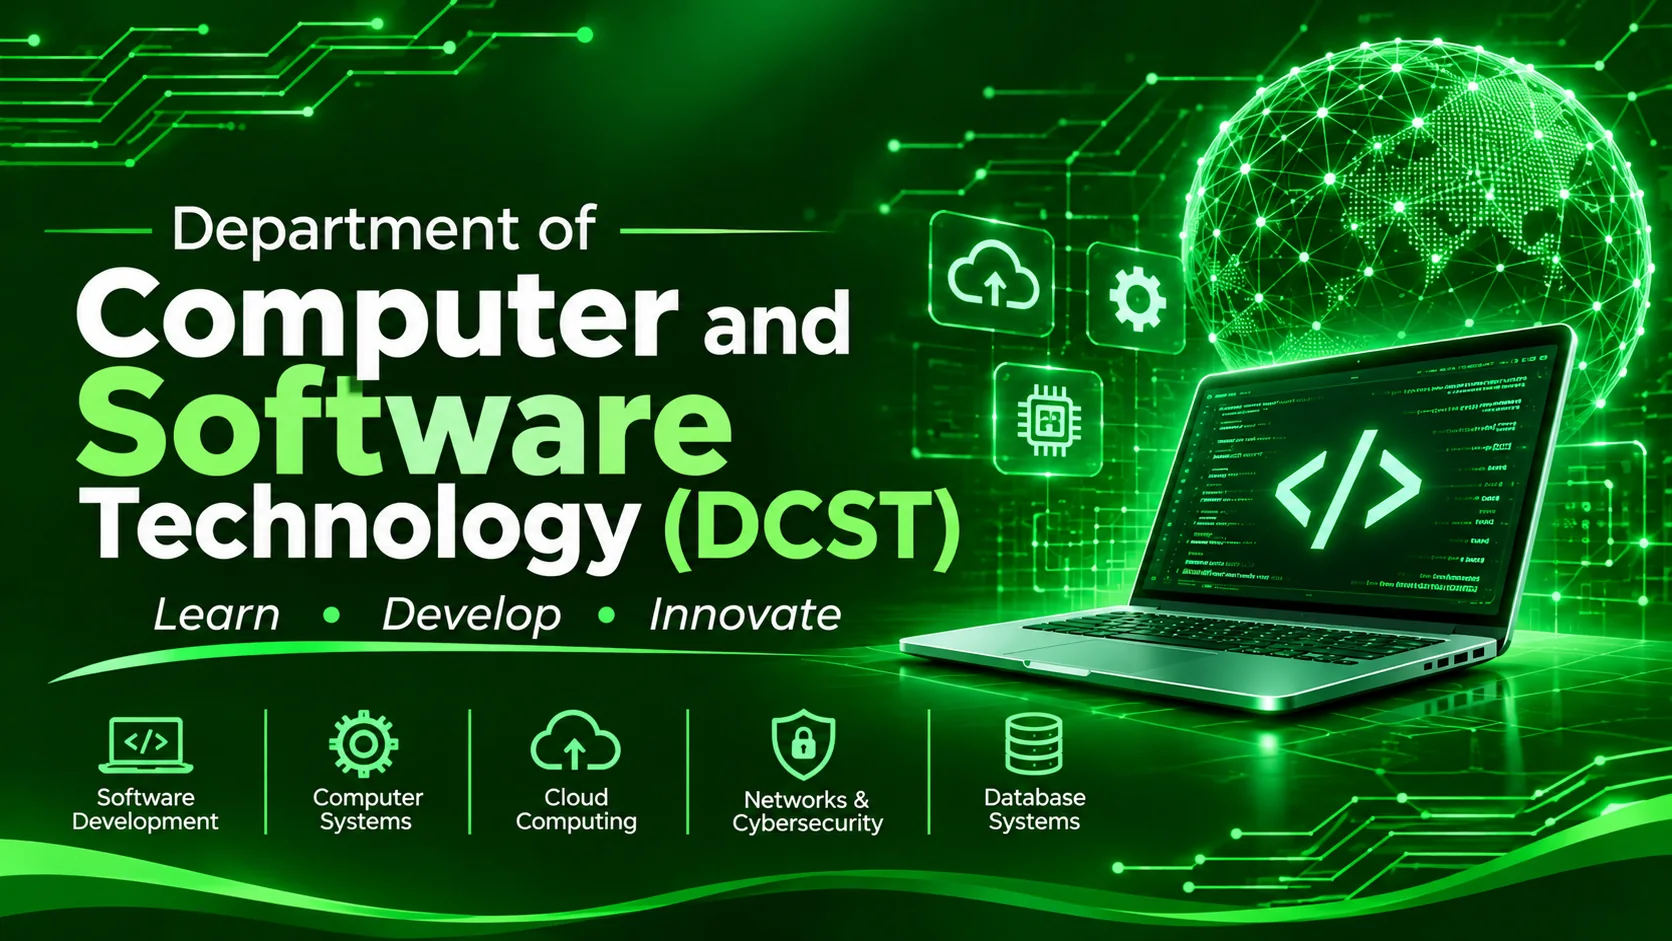 Department of
Computer and
Software
Technology (DCST)
Learn • Develop • Innovate
Software
Development
Computer
Systems
Cloud
Computing
Networks &
Cybersecurity
Database
Systems